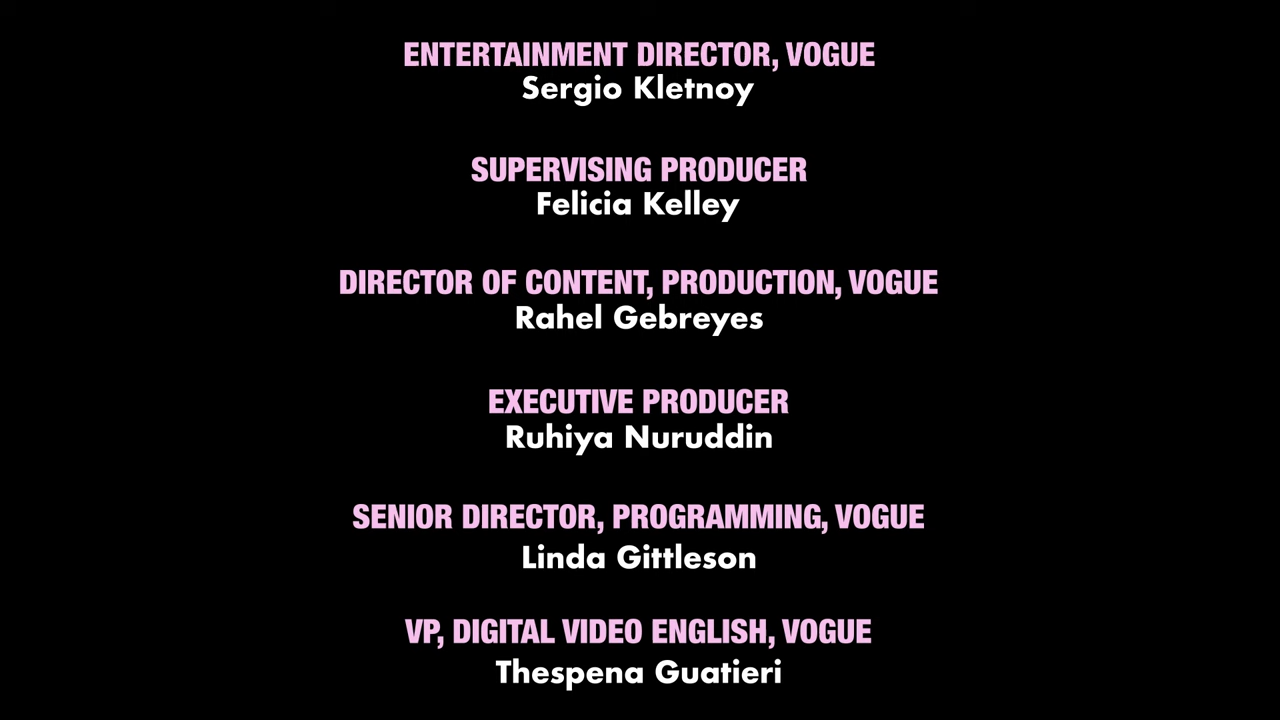 ENTERTAINMENT DIRECTOR, VOGUE
Sergio Kletnoy
SUPERVISING PRODUCER
Felicia Kelley
DIRECTOR OF CONTENT, PRODUCTION, VOGUE
Rahel Gebreyes
EXECUTIVE PRODUCER
Ruhiya Nuruddin
SENIOR DIRECTOR, PROGRAMMING, VOGUE
Linda Gittleson
VP, DIGITAL VIDEO ENGLISH, VOGUE
Thespena Guatieri